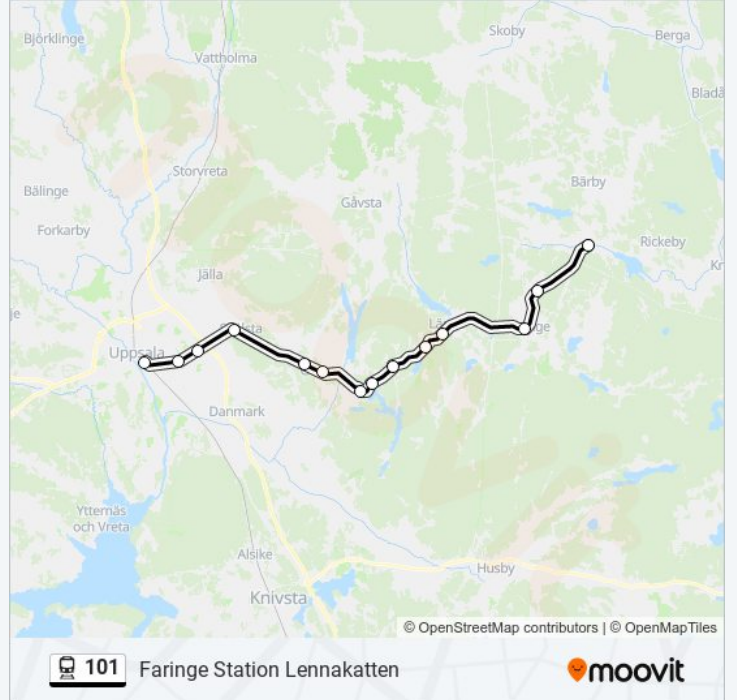 Björklinge
Skoby
Berga
Vattholma
Bladå
Storvreta
Bälinge
Bärby
Gåvsta
Forkarby
Rickeby
Jälla
Uppsala
Danmark
Ytternäs
och Vreta
Alsike
Husby
Knivsta
© OpenStreetMap contributors | © OpenMapTiles
101 Faringe Station Lennakatten
moovit